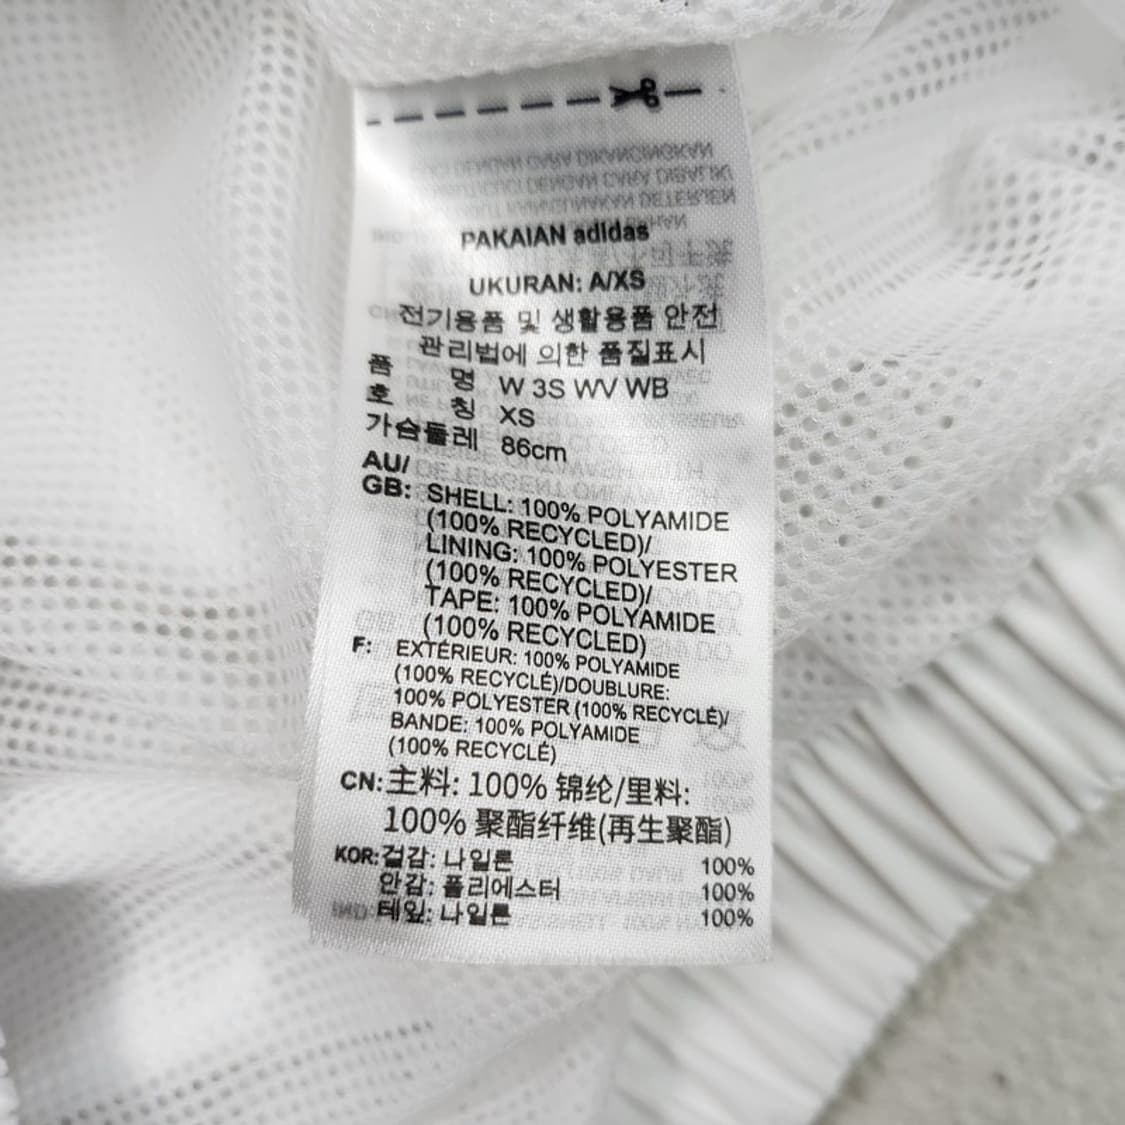 PAKAIAN adidas
UKURAN: A/XS
전기용품 및 생활용품 안전
관리법에 의한 품질표시
품 명 W 3S WV WB
호 칭 XS
가슴둘레 86cm
AU/
GB: SHELL: 100% POLYAMIDE
(100% RECYCLED)/
LINING: 100% POLYESTER
(100% RECYCLED)/
TAPE: 100% POLYAMIDE
(100% RECYCLED)
F: EXTÉRIEUR: 100% POLYAMIDE
(100% RECYCLÉ)/DOUBLURE:
100% POLYESTER (100% RECYCLÉ)/
BANDE: 100% POLYAMIDE
(100% RECYCLÉ)
CN: 主料: 100% 锦纶/里料:
100% 聚酯纤维(再生聚酯)
KOR: 겉감: 나일론 100%
안감: 폴리에스터 100%
테잎: 나일론 100%